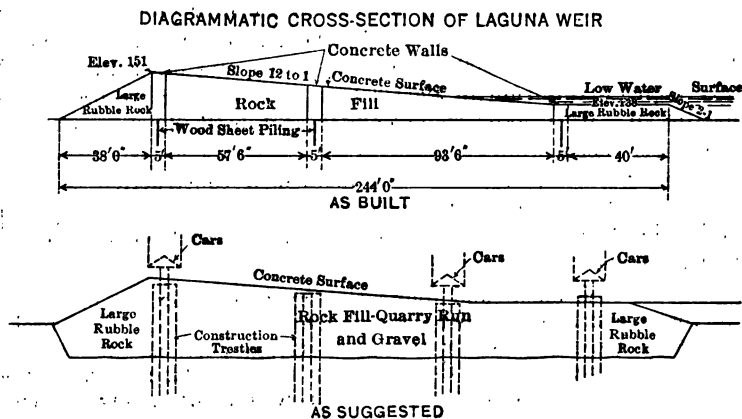 DIAGRAMMATIC CROSS-SECTION OF LAGUNA WEIR
Elev. 151
Concrete Walls
Slope 12 to 1
Concrete Surface
Low Water Surface
Large
Rubble Rock
Rock Fill
Elev. 138
Slope 2:1
Large Rubble Rock
Wood Sheet Piling
38'0" 5' 57'6" 5' 93'6" 5' 40'
244'0"
AS BUILT
Cars
Cars
Cars
Concrete Surface
Large
Rubble
Rock
Construction
Trestles
Rock Fill-Quarry Run
and Gravel
Large
Rubble
Rock
AS SUGGESTED